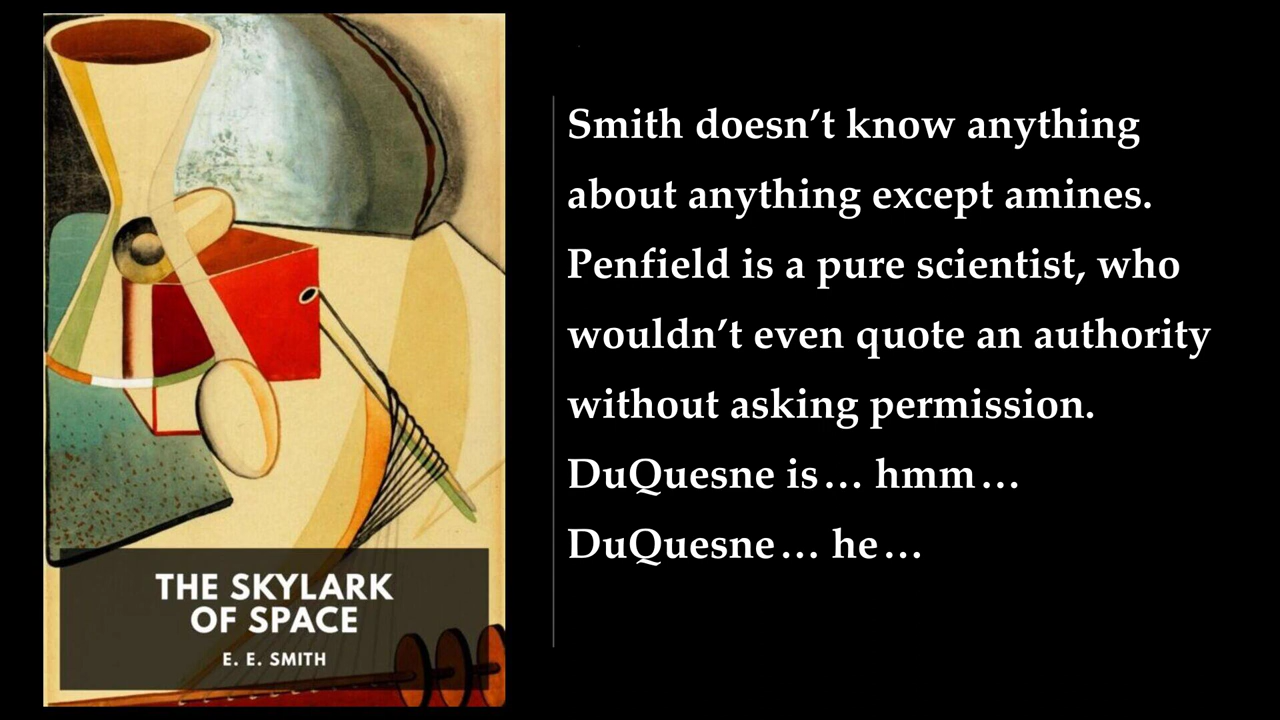 THE SKYLARK
OF SPACE
E. E. SMITH
Smith doesn’t know anything
about anything except amines.
Penfield is a pure scientist, who
wouldn’t even quote an authority
without asking permission.
DuQuesne is… hmm…
DuQuesne… he…